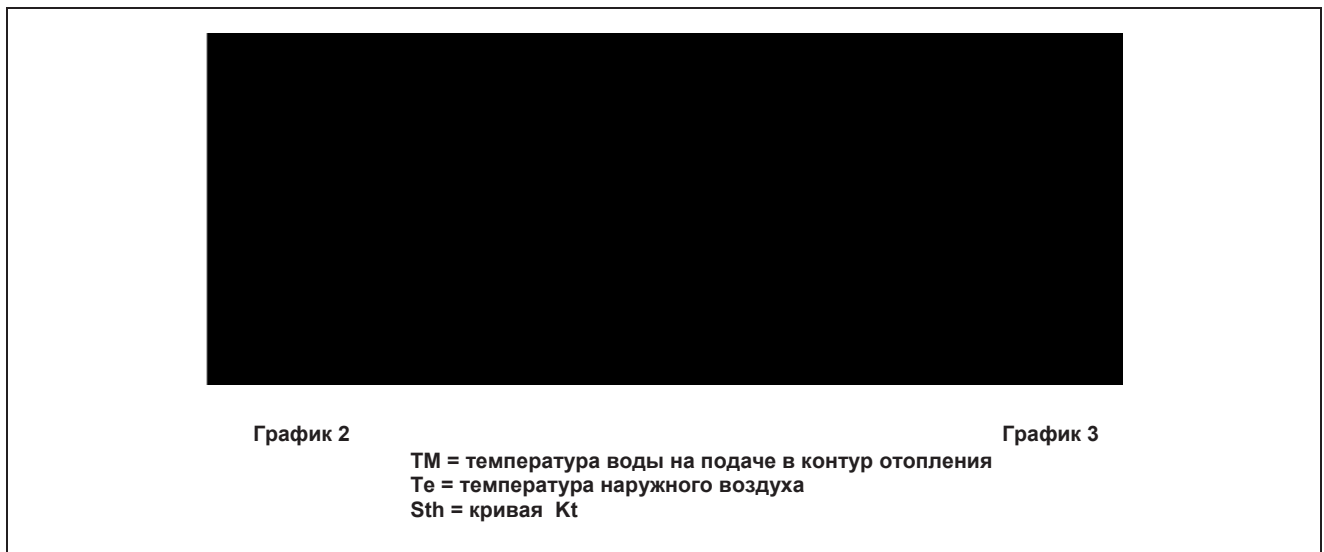 График 2 График 3
TM = температура воды на подаче в контур отопления
Te = температура наружного воздуха
Sth = кривая Kt